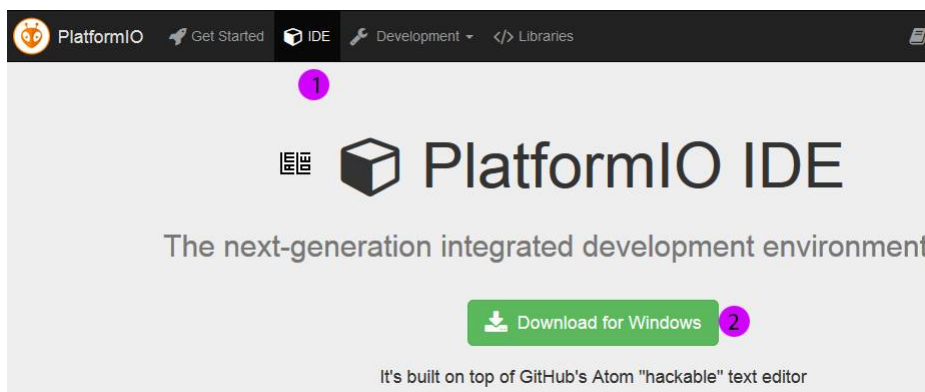 PlatformIO Get Started IDE Development </> Libraries
1
PlatformIO IDE
The next-generation integrated development environment
Download for Windows 2
It's built on top of GitHub's Atom "hackable" text editor